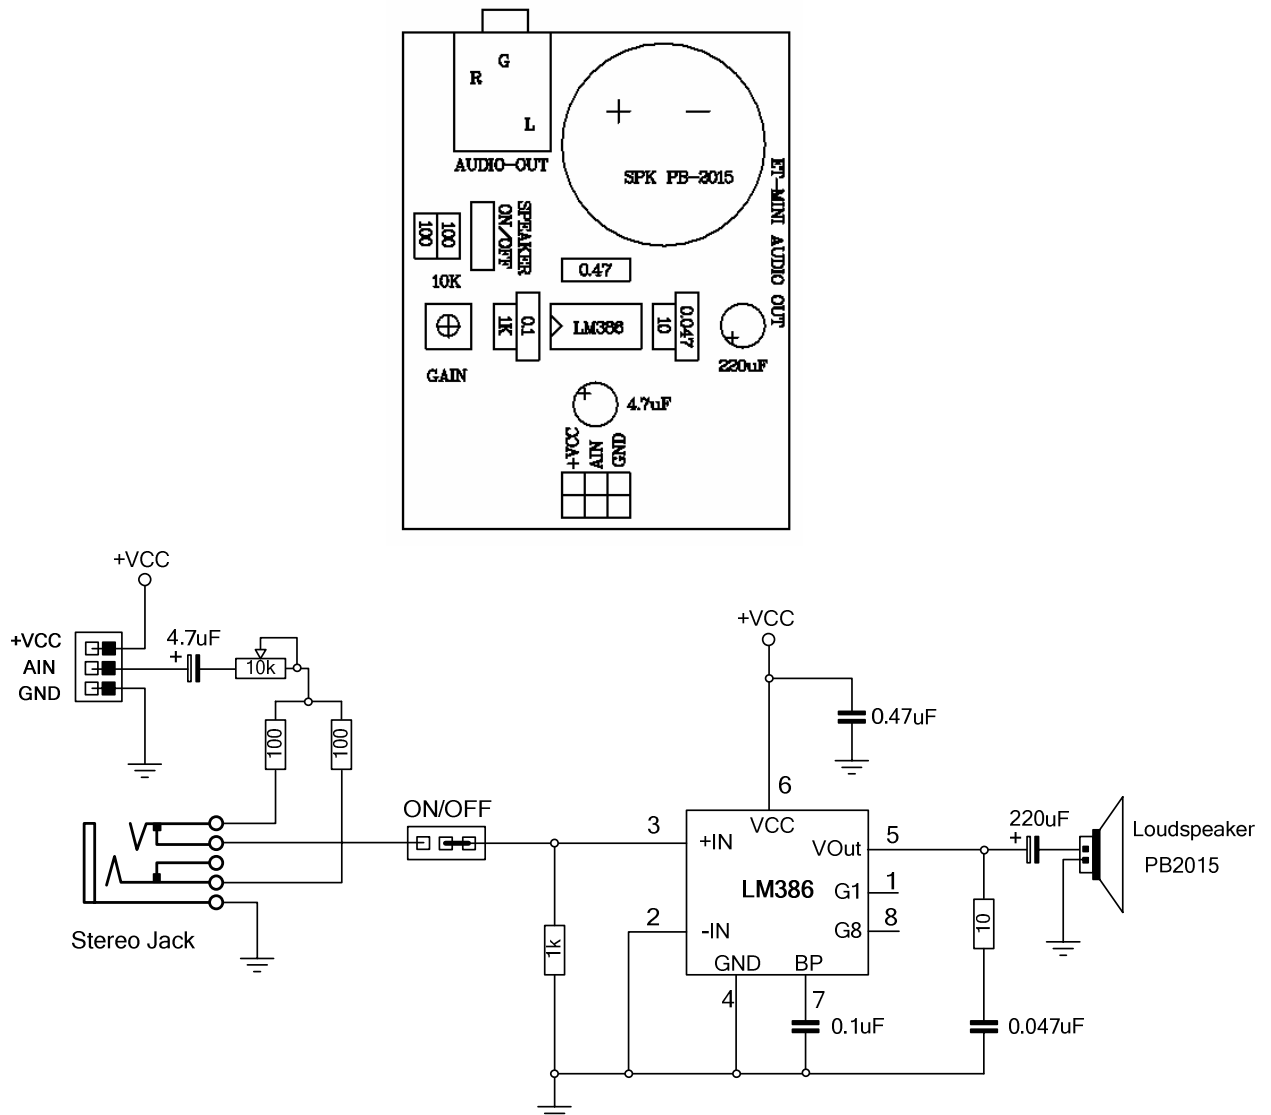 G
R
L
AUDIO-OUT
+ −
SPK PB-2015
ET-MINI AUDIO OUT
100
100
SPEAKER
ON/OFF
10K
0.47
1K
0.1
LM386
10
0.047
220uF
GAIN
4.7uF
+VCC
AIN
GND
+VCC
+VCC
AIN
GND
4.7uF
+
10k
100
100
ON/OFF
Stereo Jack
+VCC
0.47uF
6
VCC
3
+IN
VOut
5
220uF
+
Loudspeaker
PB2015
LM386
G1
1
2
-IN
G8
8
10
1k
GND
BP
4
7
0.1uF
0.047uF